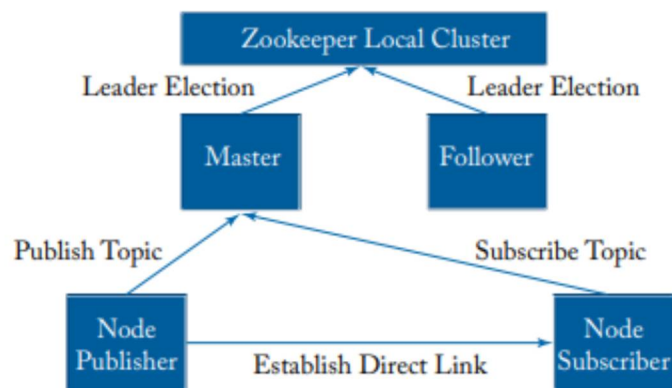 Zookeeper Local Cluster
Leader Election
Leader Election
Master
Follower
Publish Topic
Subscribe Topic
Node
Publisher
Establish Direct Link
Node
Subscriber